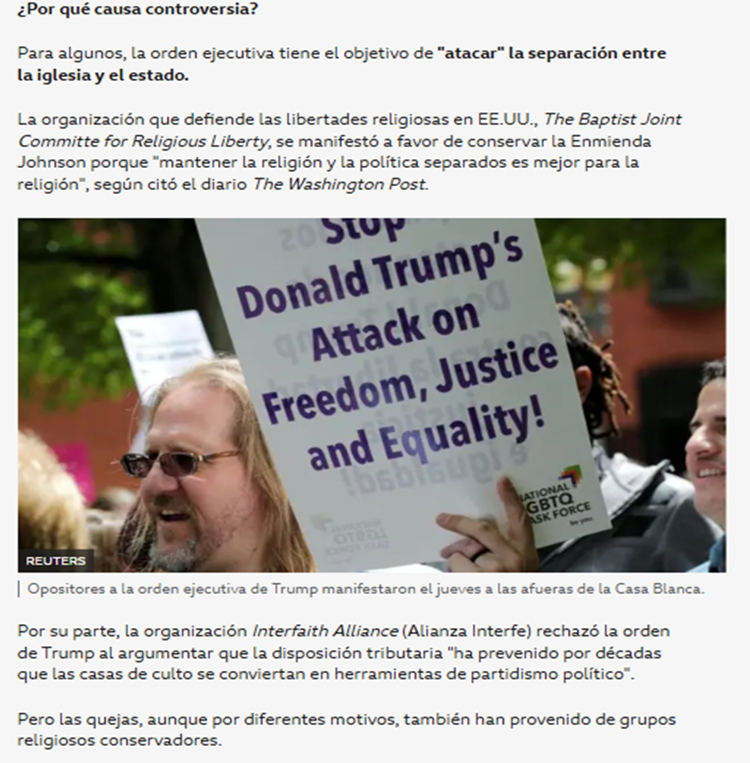 ¿Por qué causa controversia?
Para algunos, la orden ejecutiva tiene el objetivo de "atacar" la separación entre
la iglesia y el estado.
La organización que defiende las libertades religiosas en EE.UU., The Baptist Joint
Committe for Religious Liberty, se manifestó a favor de conservar la Enmienda
Johnson porque "mantener la religión y la política separados es mejor para la
religión", según citó el diario The Washington Post.
Stop
Donald Trump's
Attack on
Freedom, Justice
and Equality!
NATIONAL
LGBTQ
TASK FORCE
be you
REUTERS
Opositores a la orden ejecutiva de Trump manifestaron el jueves a las afueras de la Casa Blanca.
Por su parte, la organización Interfaith Alliance (Alianza Interfe) rechazó la orden
de Trump al argumentar que la disposición tributaria "ha prevenido por décadas
que las casas de culto se conviertan en herramientas de partidismo político".
Pero las quejas, aunque por diferentes motivos, también han provenido de grupos
religiosos conservadores.